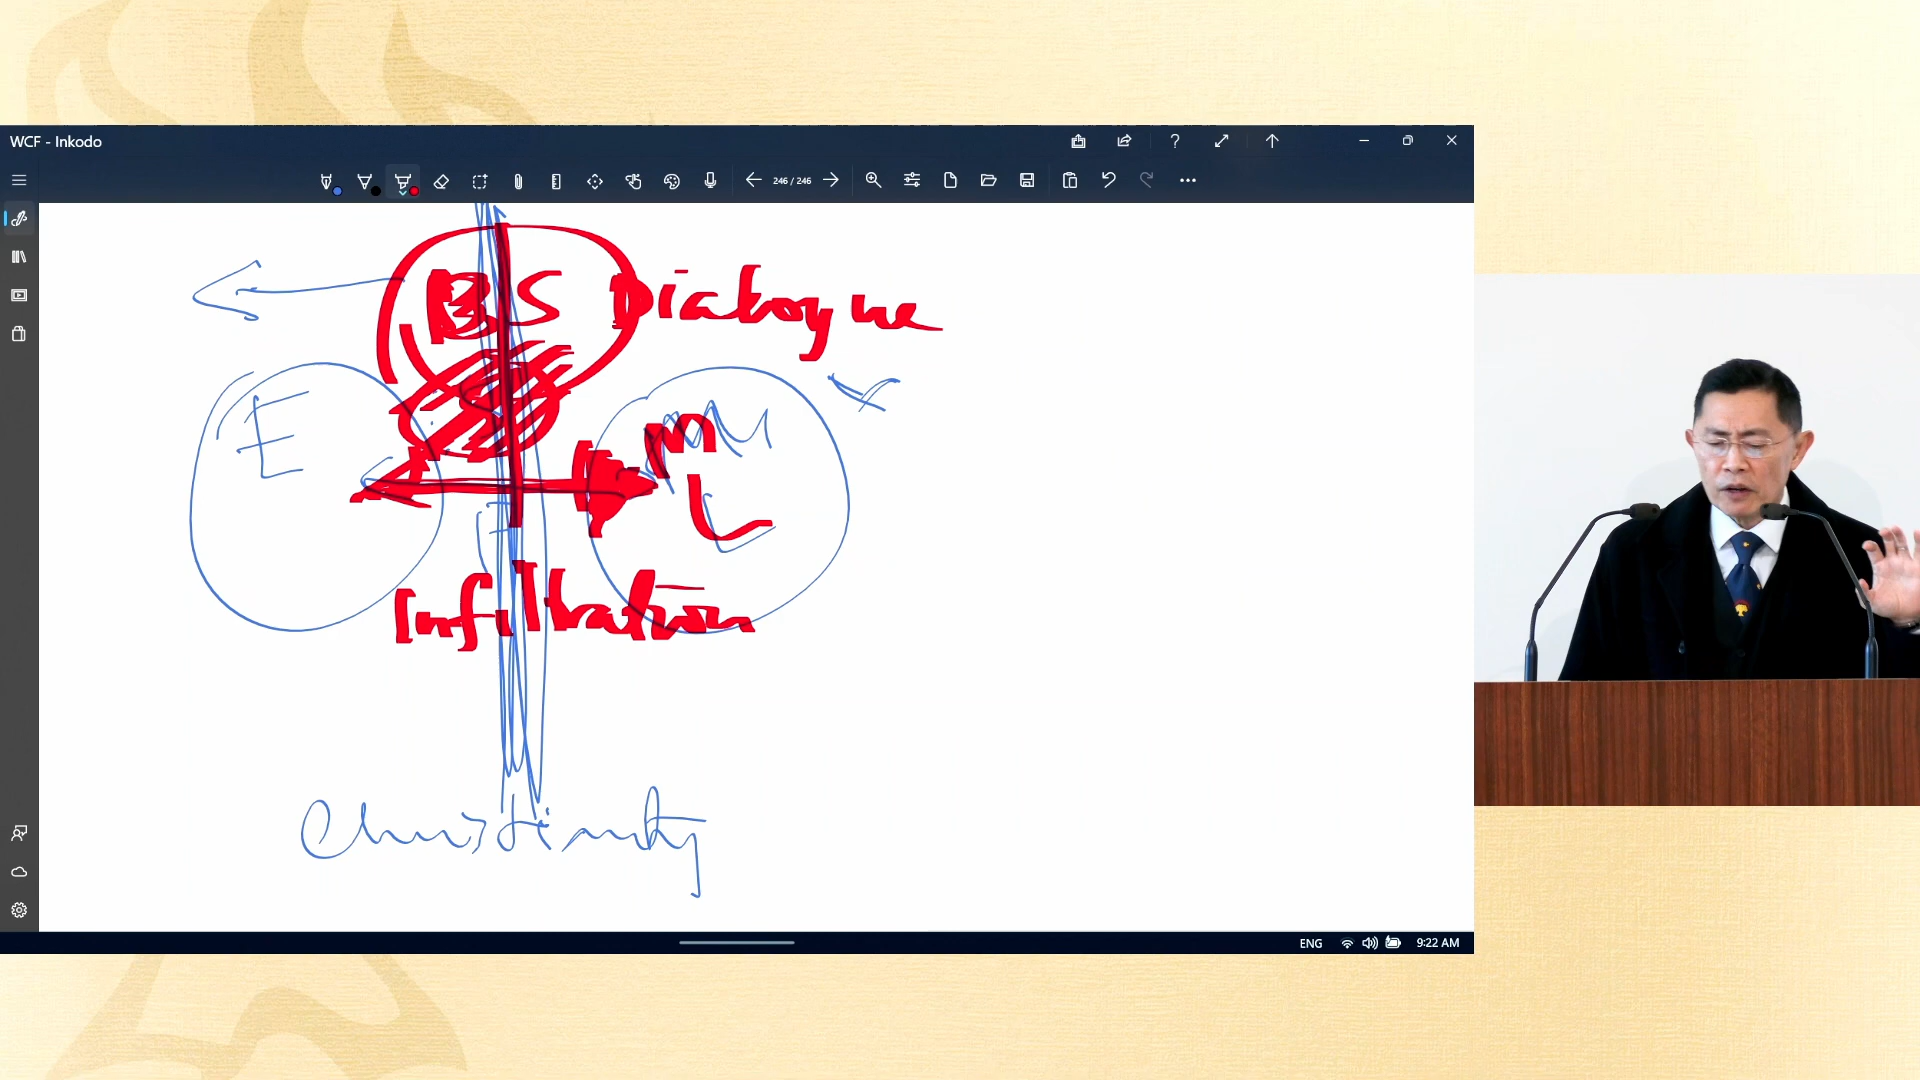 WCF - Inkodo
246 / 246
BS Dialogue
E
M
L
Infiltration
Christianity
ENG
9:22 AM